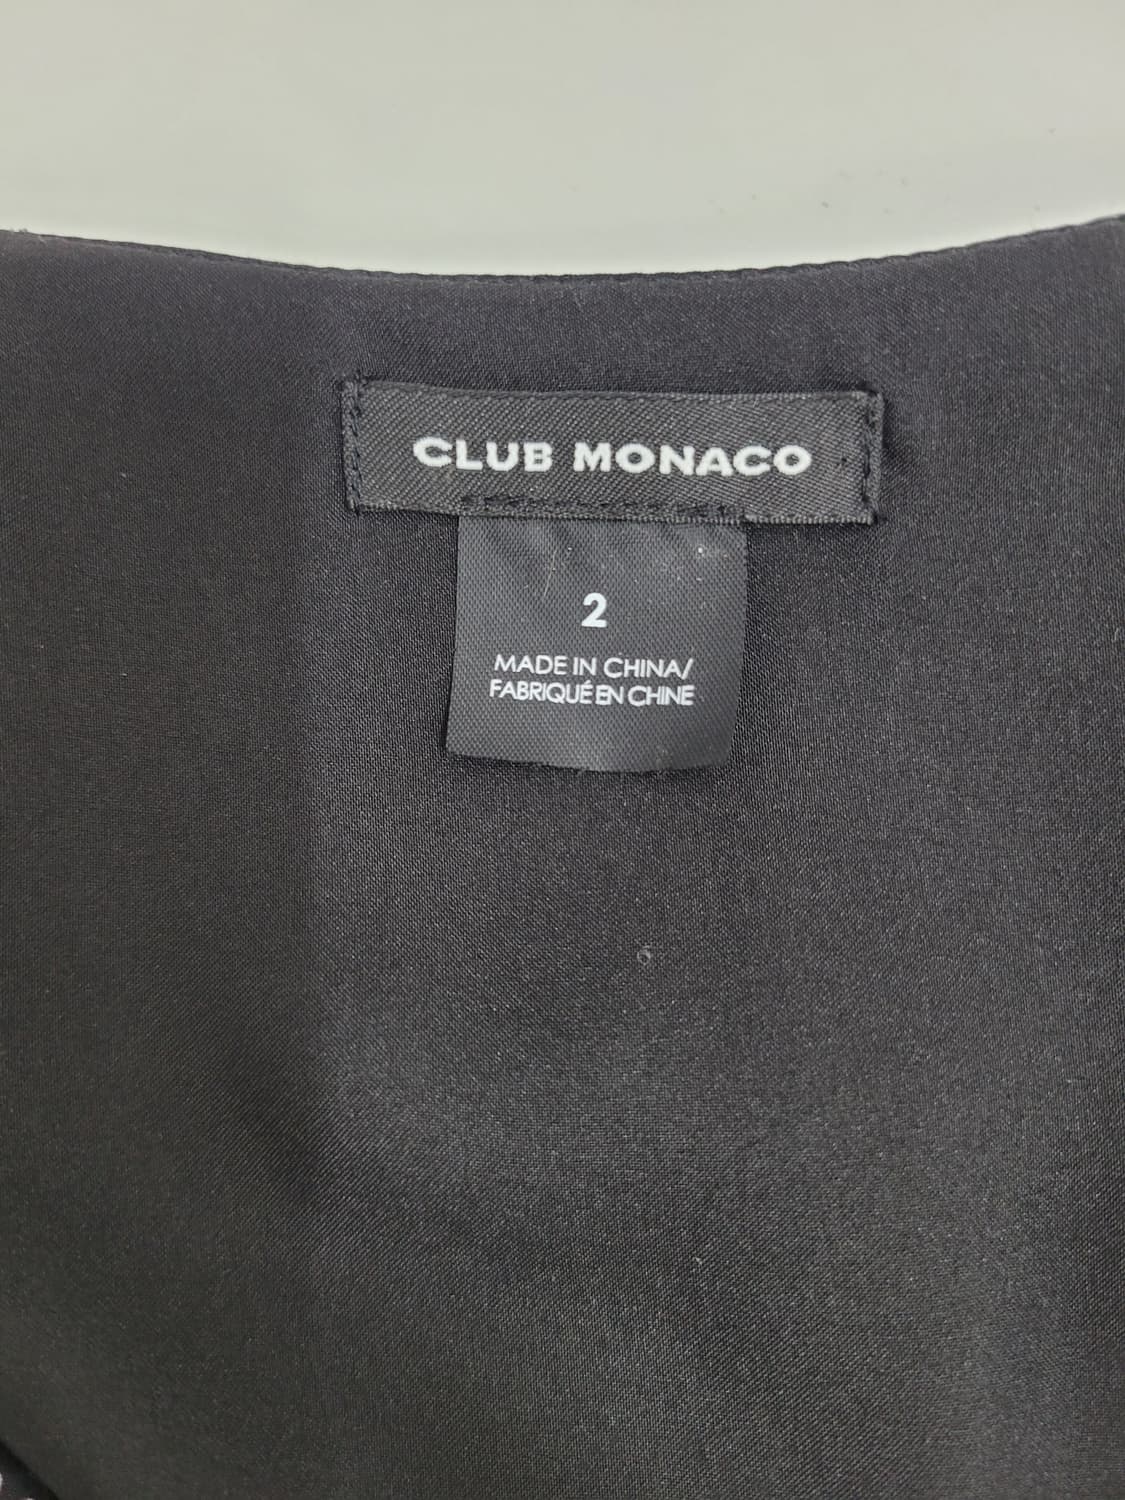 CLUB MONACO
2
MADE IN CHINA/
FABRIQUÉ EN CHINE